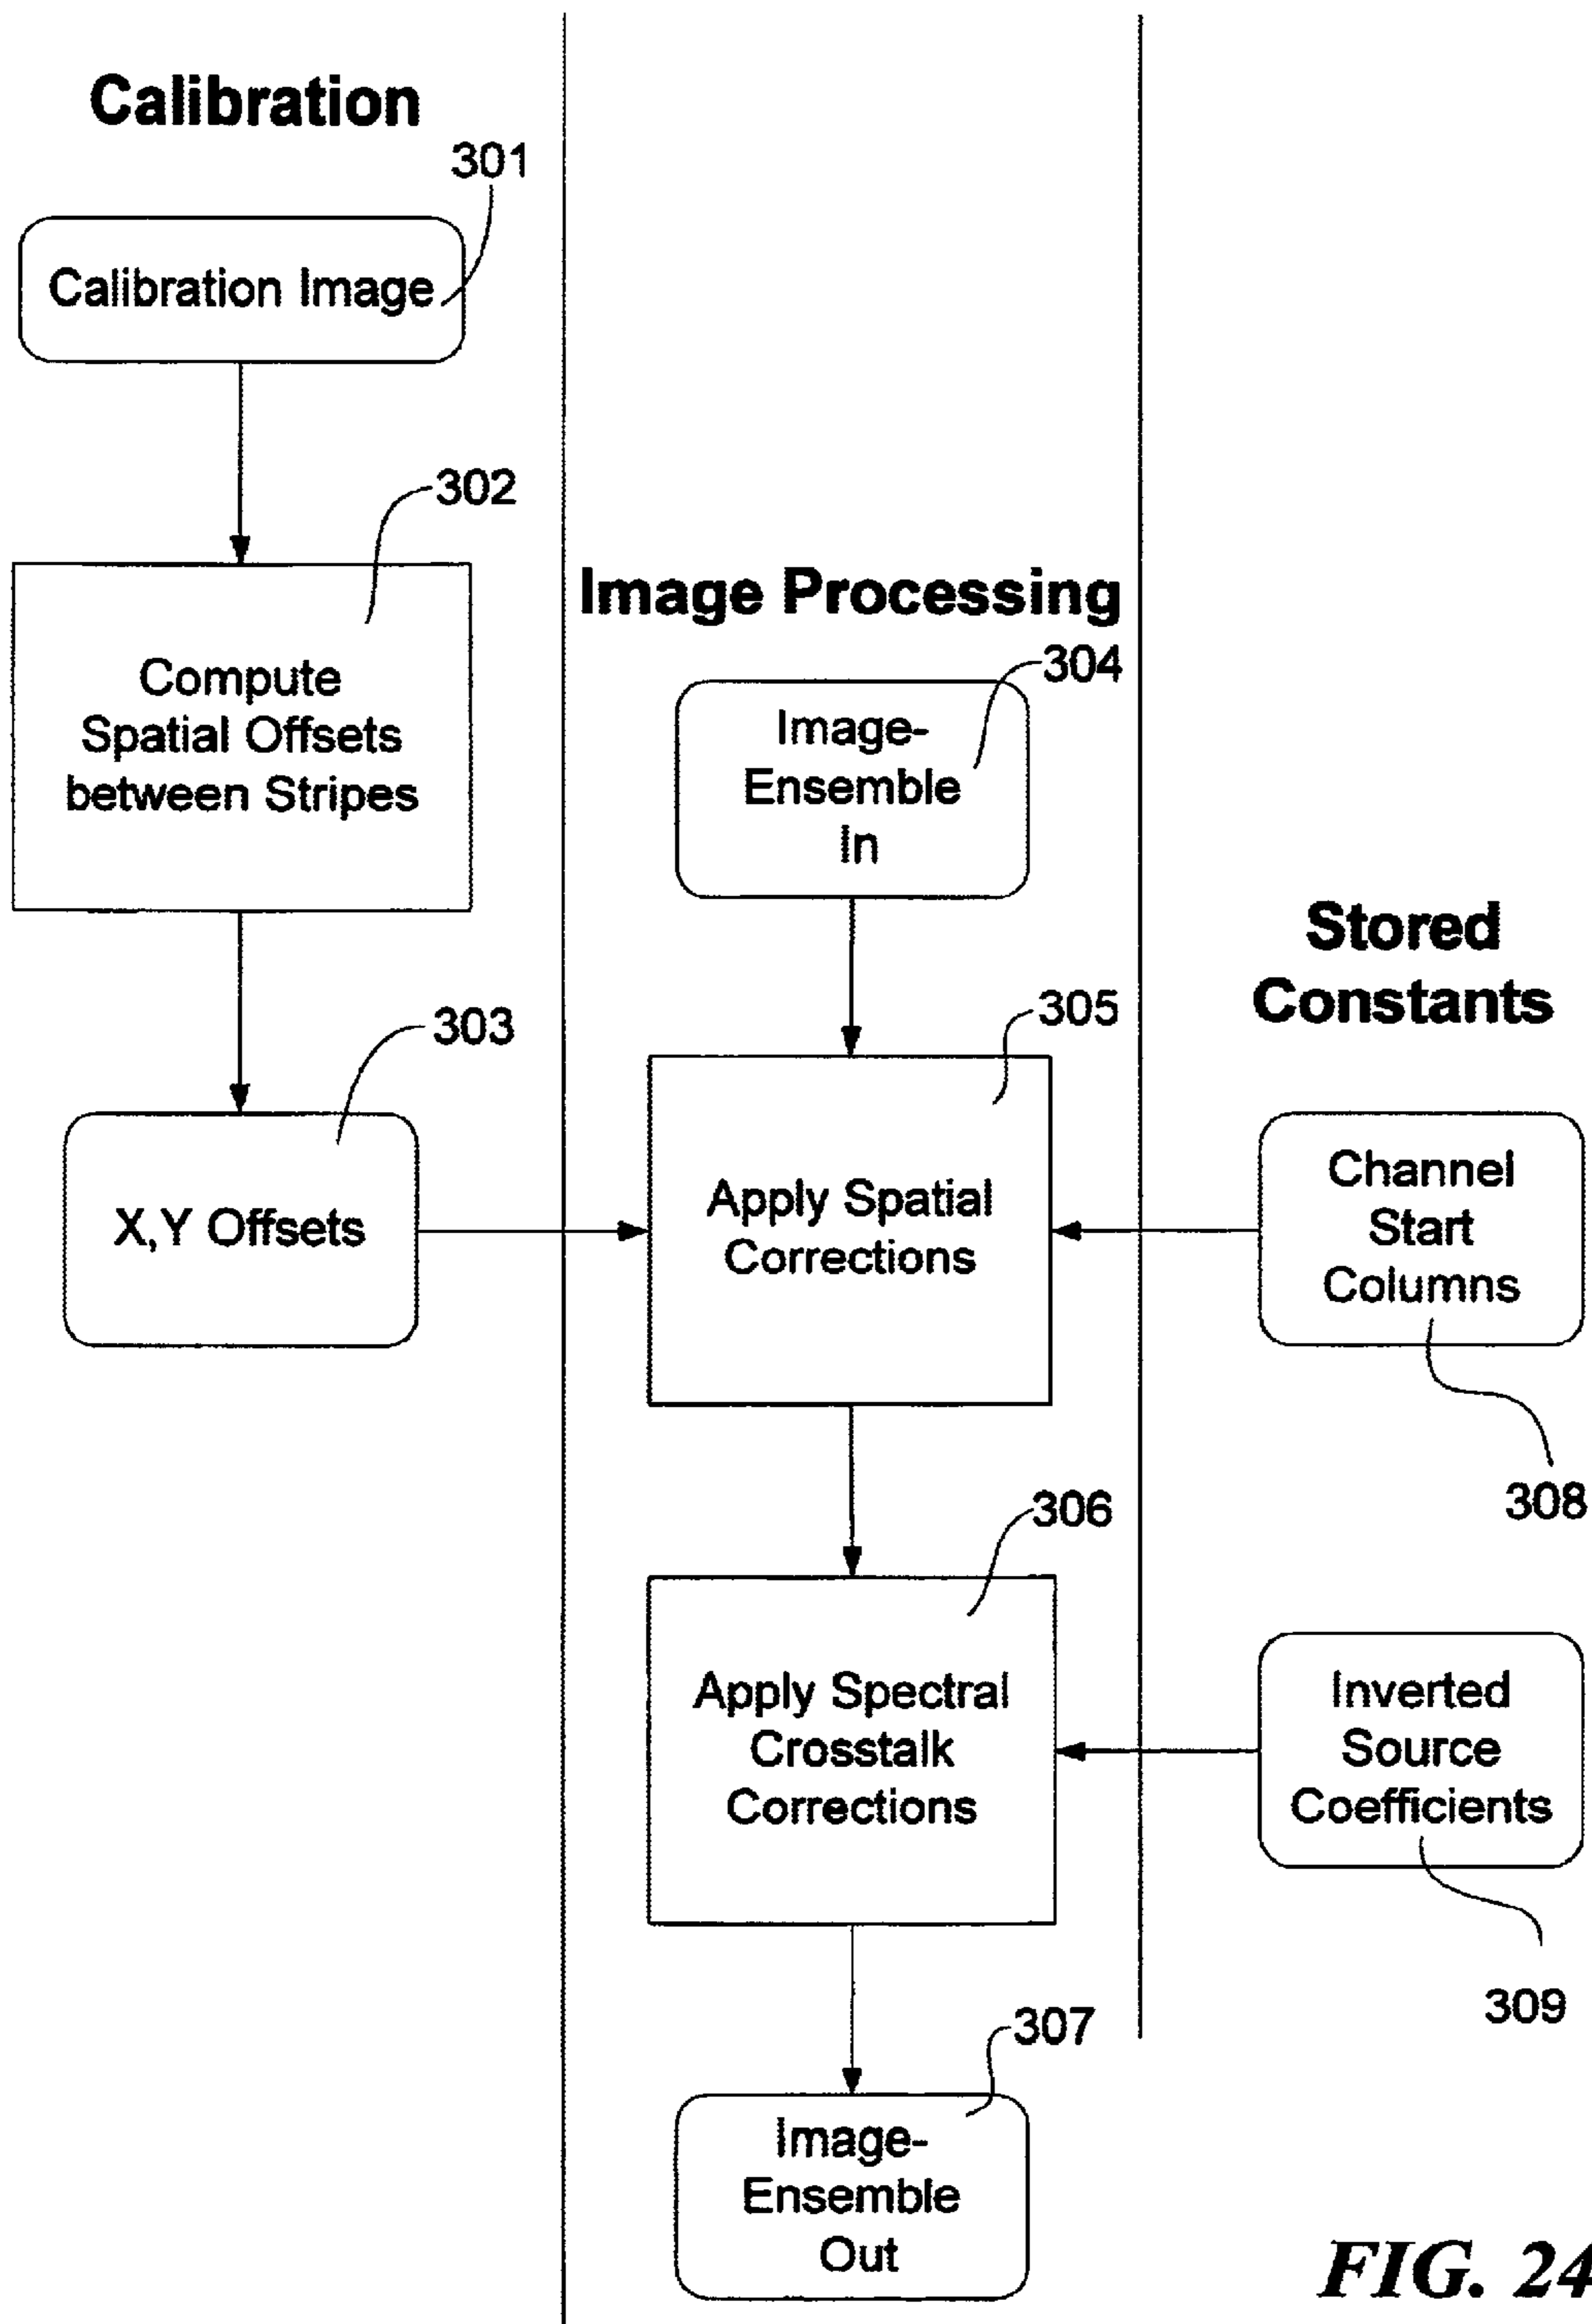 Calibration
301
Calibration Image
302
Compute
Spatial Offsets
between Stripes
303
X,Y Offsets
Image Processing
304
Image-
Ensemble
In
305
Apply Spatial
Corrections
306
Apply Spectral
Crosstalk
Corrections
307
Image-
Ensemble
Out
Stored
Constants
Channel
Start
Columns
308
Inverted
Source
Coefficients
309
FIG. 24